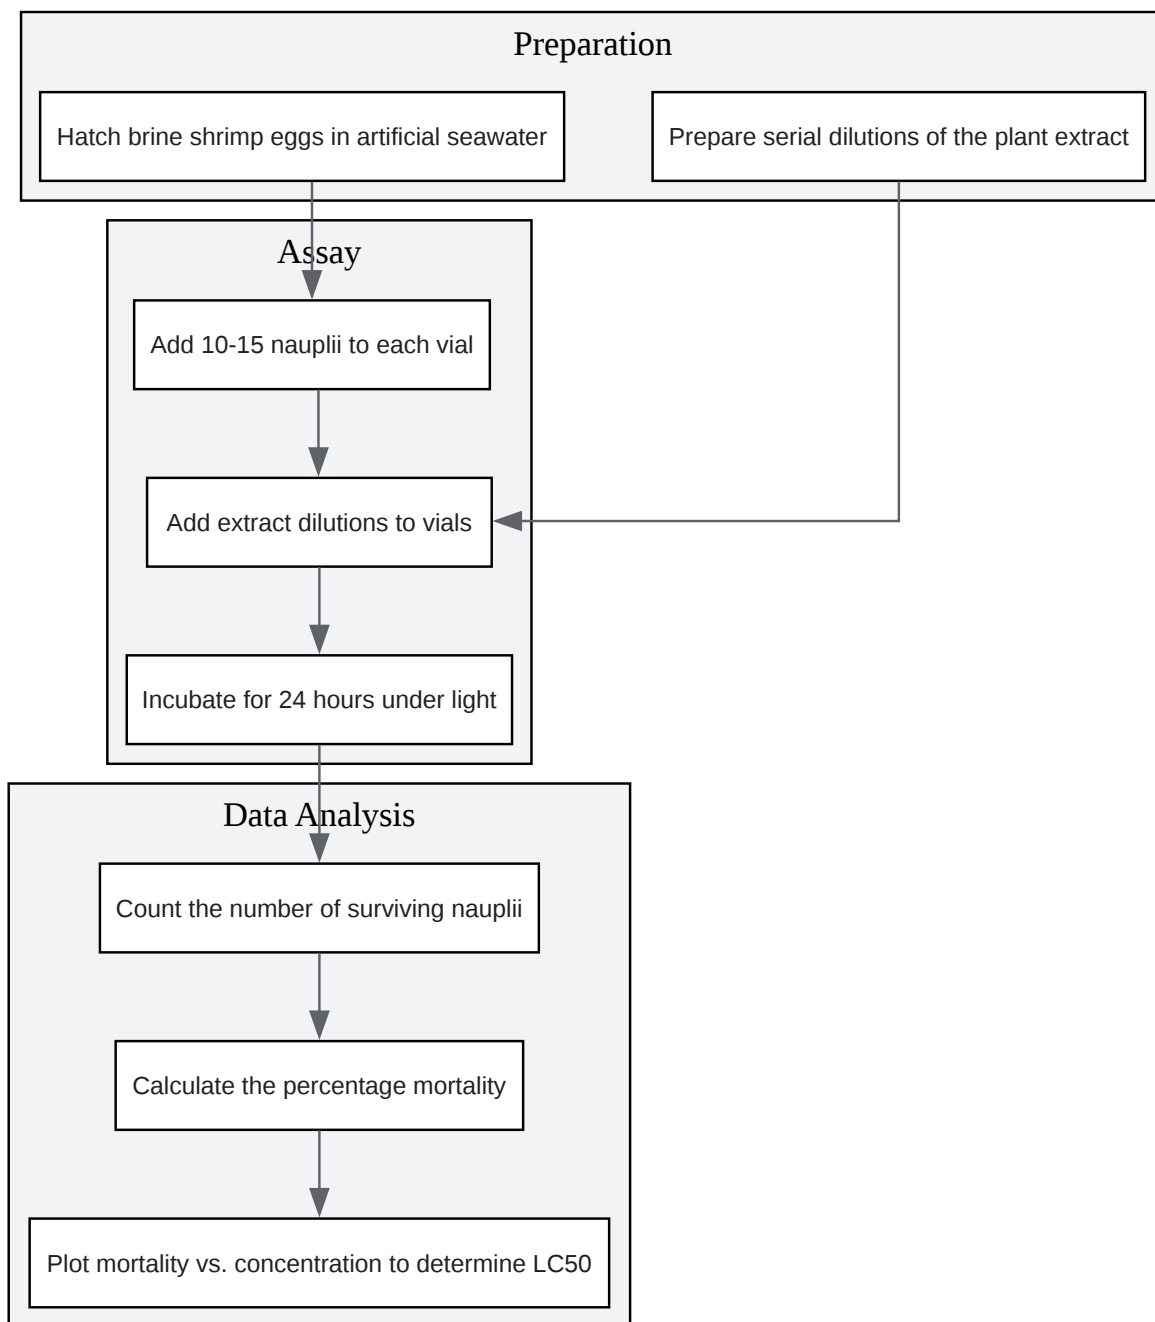 Preparation
Hatch brine shrimp eggs in artificial seawater
Prepare serial dilutions of the plant extract
Assay
Add 10-15 nauplii to each vial
Add extract dilutions to vials
Incubate for 24 hours under light
Data Analysis
Count the number of surviving nauplii
Calculate the percentage mortality
Plot mortality vs. concentration to determine LC50